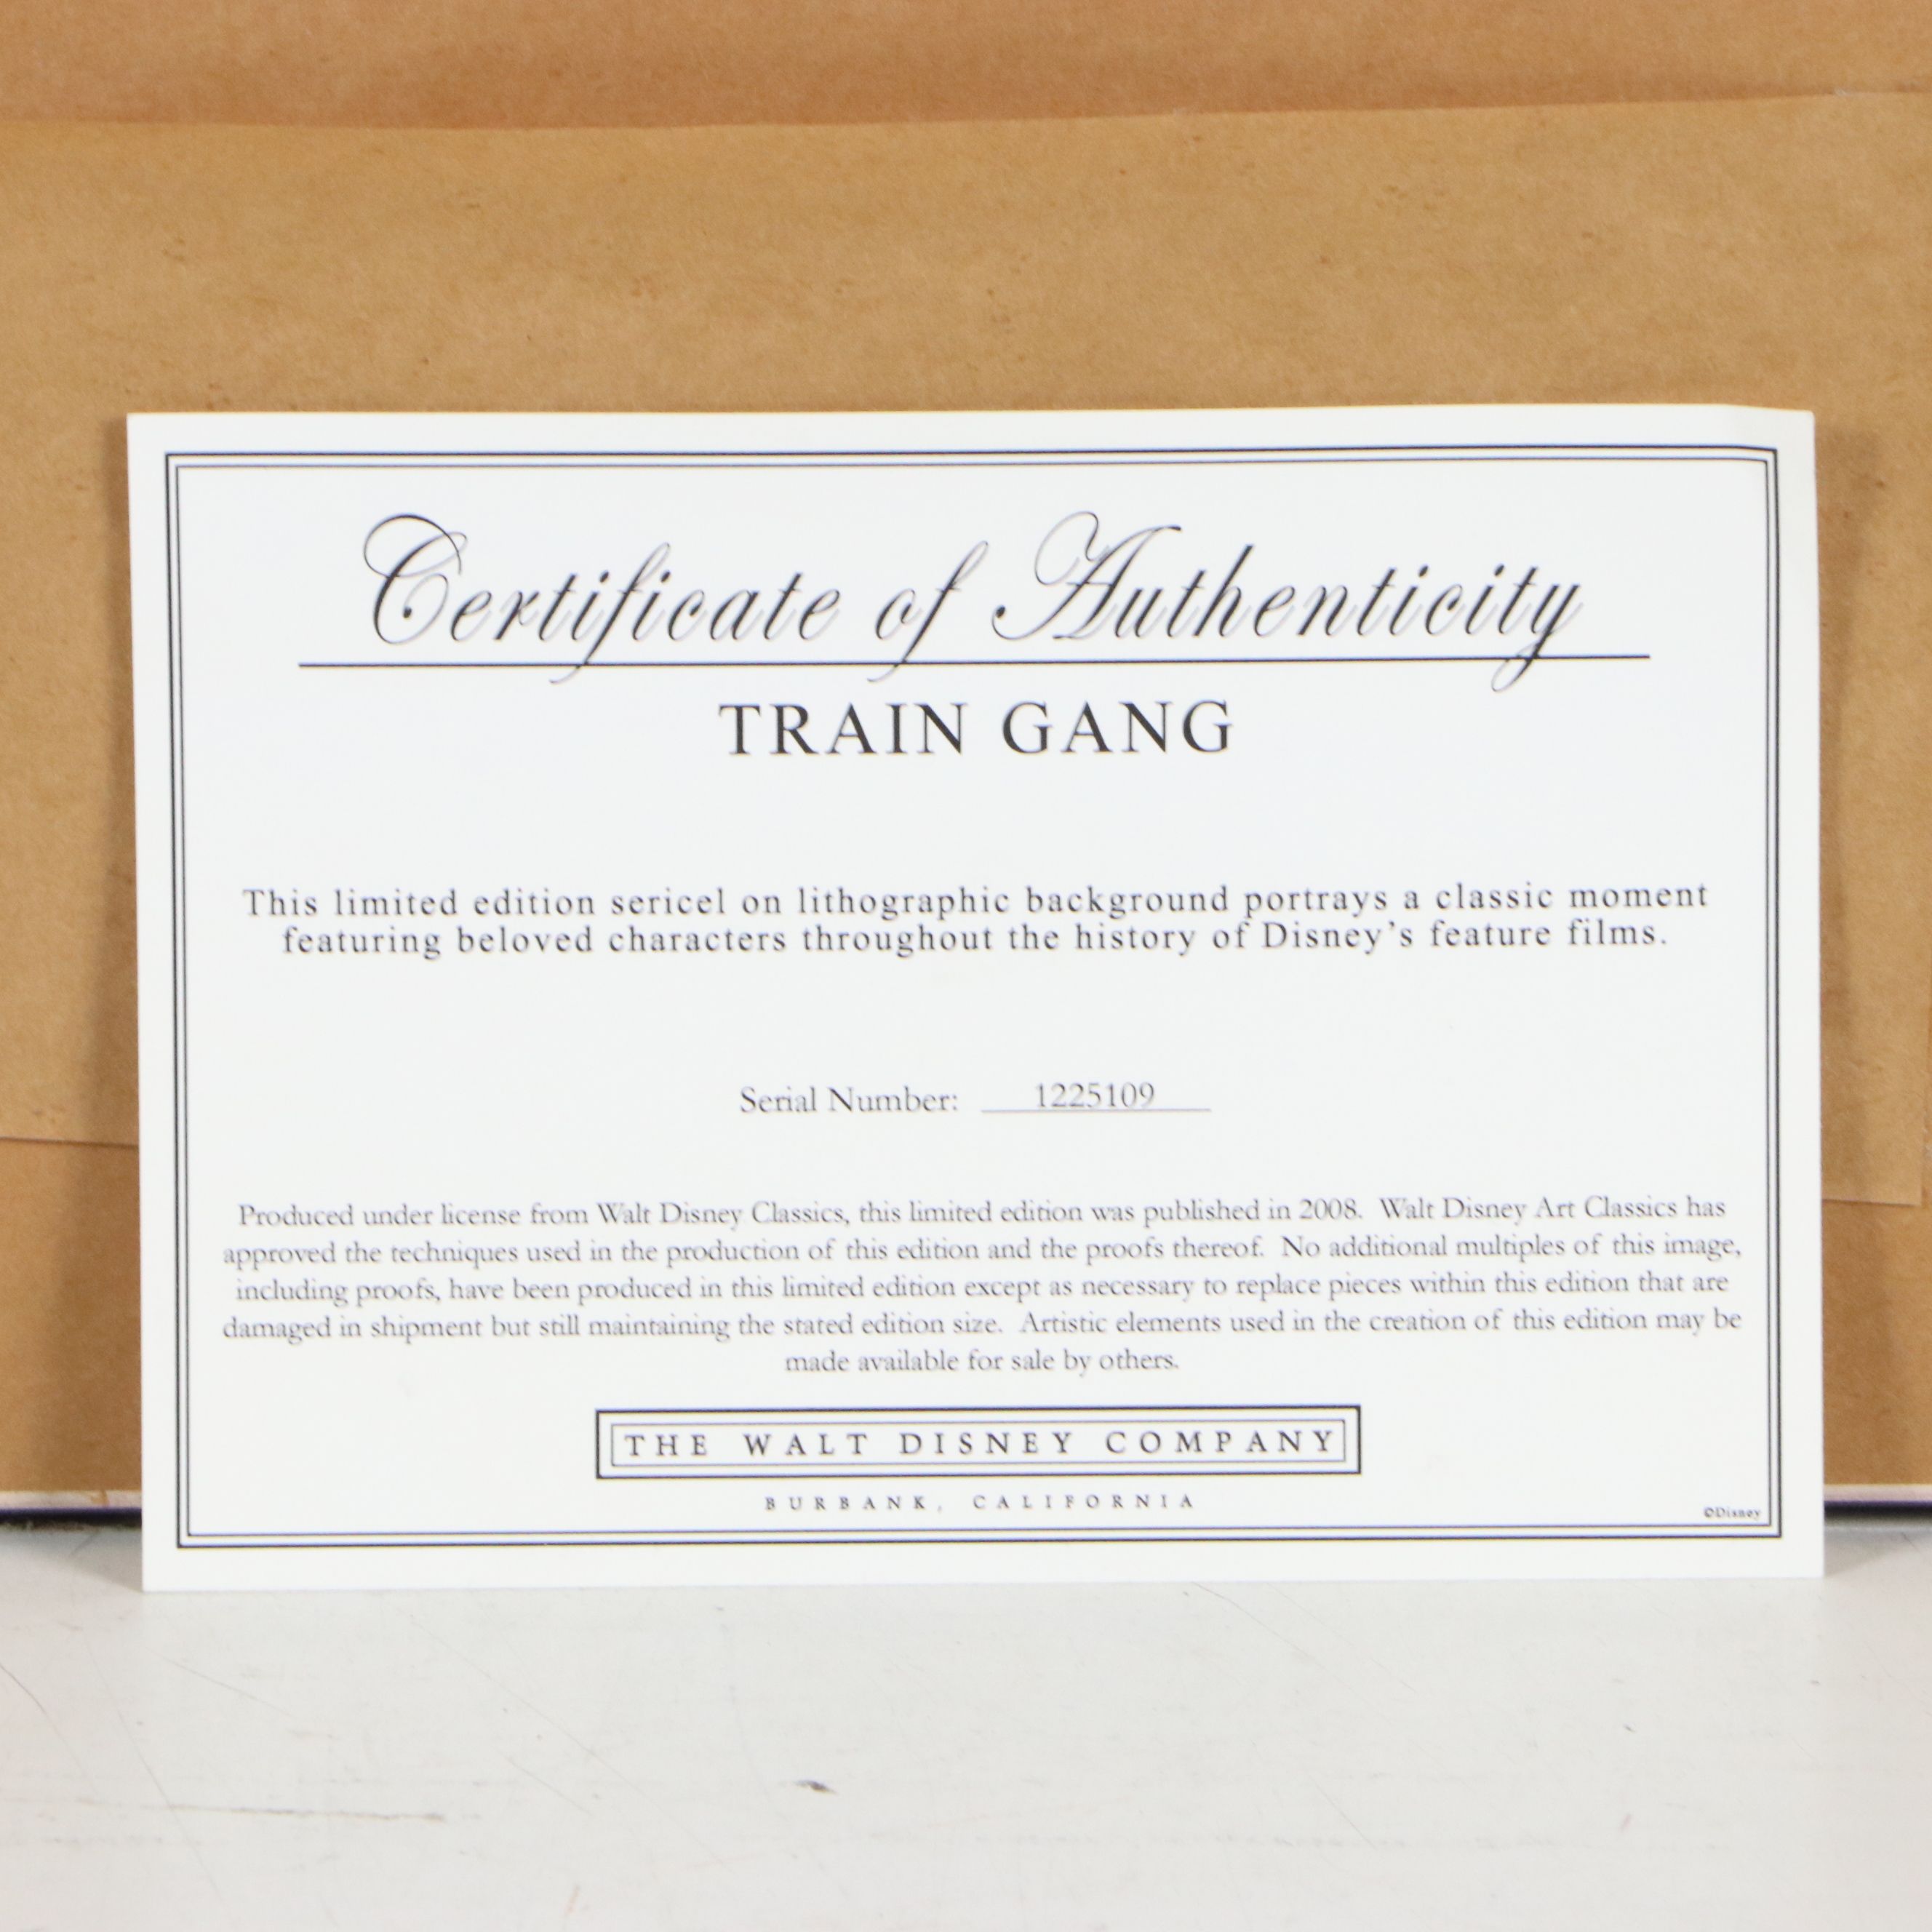 Certificate of Authenticity
TRAIN GANG
This limited edition sericel on lithographic background portrays a classic moment
featuring beloved characters throughout the history of Disney's feature films.
Serial Number: 1225109
Produced under license from Walt Disney Classics, this limited edition was published in 2008. Walt Disney Art Classics has
approved the techniques used in the production of this edition and the proofs thereof. No additional multiples of this image,
including proofs, have been produced in this limited edition except as necessary to replace pieces within this edition that are
damaged in shipment but still maintaining the stated edition size. Artistic elements used in the creation of this edition may be
made available for sale by others.
THE WALT DISNEY COMPANY
BURBANK, CALIFORNIA
©Disney